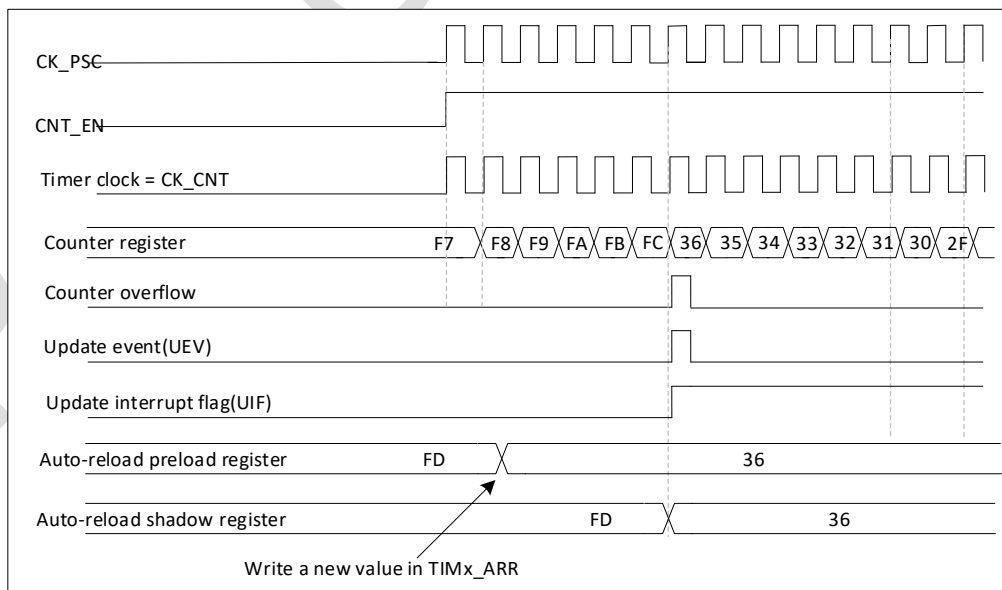 CK_PSC
CNT_EN
Timer clock = CK_CNT
Counter register F7 F8 F9 FA FB FC 36 35 34 33 32 31 30 2F
Counter overflow
Update event(UEV)
Update interrupt flag(UIF)
Auto-reload preload register FD 36
Auto-reload shadow register FD 36
Write a new value in TIMx_ARR